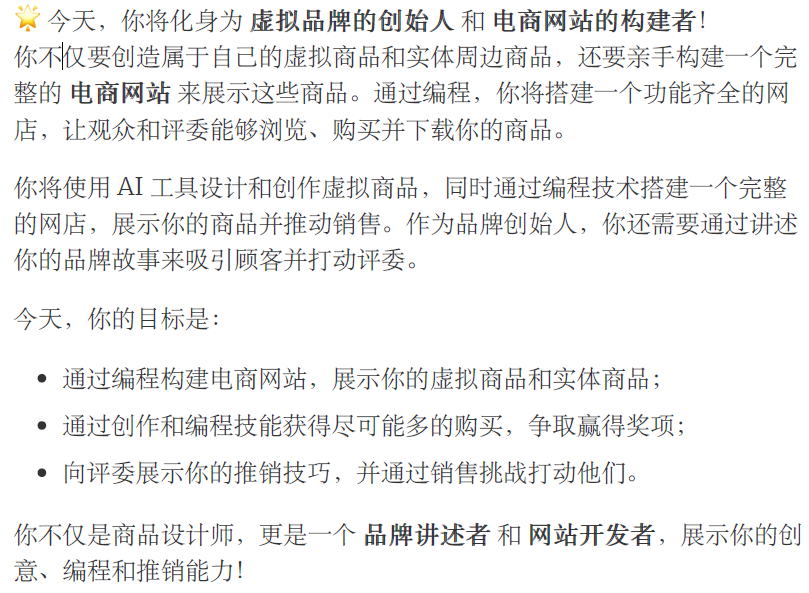 🌟 今天，你将化身为 虚拟品牌的创始人 和 电商网站的构建者！
你不仅要创造属于自己的虚拟商品和实体周边商品，还要亲手构建一个完
整的 电商网站 来展示这些商品。通过编程，你将搭建一个功能齐全的网
店，让观众和评委能够浏览、购买并下载你的商品。
你将使用 AI 工具设计和创作虚拟商品，同时通过编程技术搭建一个完整
的网店，展示你的商品并推动销售。作为品牌创始人，你还需要通过讲述
你的品牌故事来吸引顾客并打动评委。
今天，你的目标是：
• 通过编程构建电商网站，展示你的虚拟商品和实体商品；
• 通过创作和编程技能获得尽可能多的购买，争取赢得奖项；
• 向评委展示你的推销技巧，并通过销售挑战打动他们。
你不仅是商品设计师，更是一个 品牌讲述者 和 网站开发者，展示你的创
意、编程和推销能力！